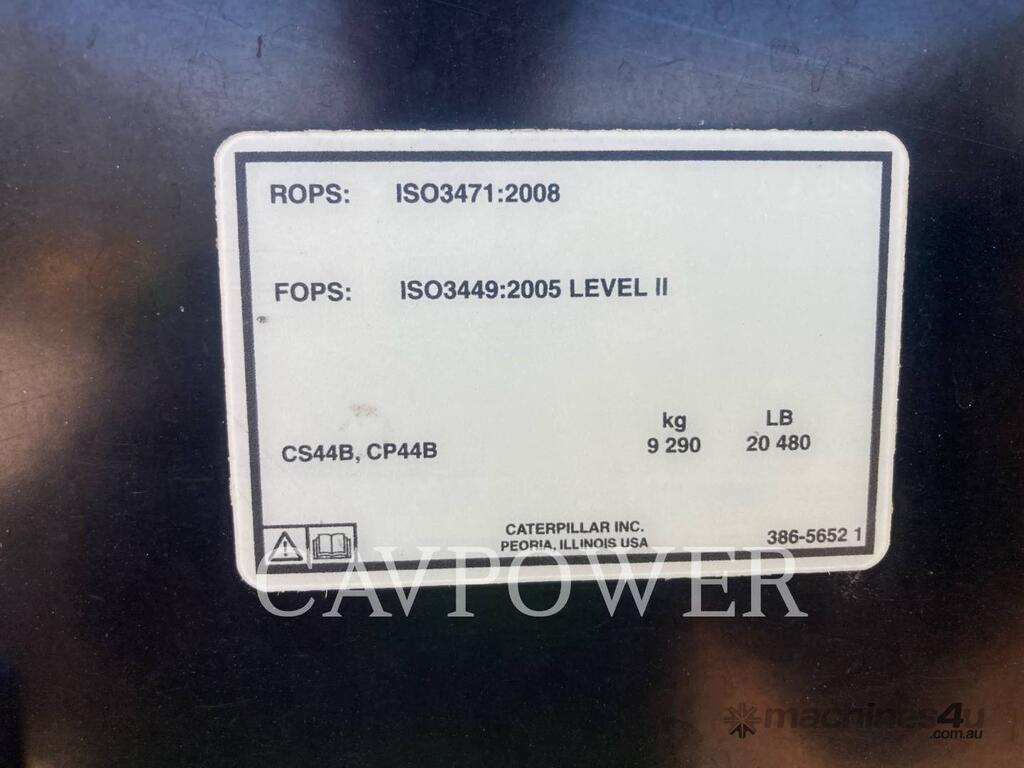 ROPS: ISO3471:2008
FOPS: ISO3449:2005 LEVEL II
kg LB
CS44B, CP44B 9 290 20 480
CATERPILLAR INC.
PEORIA, ILLINOIS USA 386-5652 1
CAVPOWER
machines4u
.com.au